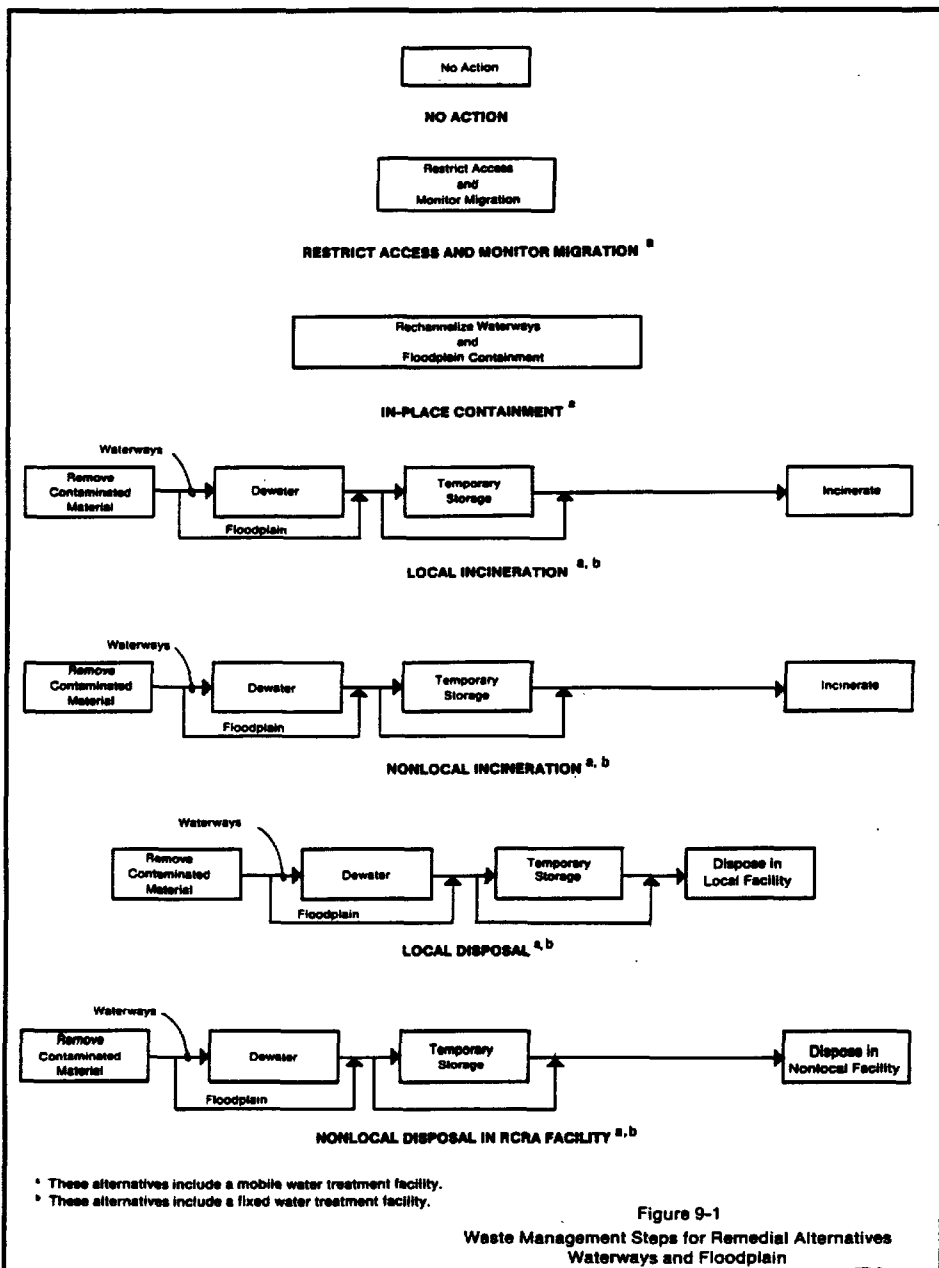 No Action
NO ACTION
Restrict Access
and
Monitor Migration
RESTRICT ACCESS AND MONITOR MIGRATION a
Rechannelize Waterways
and
Floodplain Containment
IN-PLACE CONTAINMENT a
Waterways
Remove
Contaminated
Material
Dewater
Floodplain
Temporary
Storage
Incinerate
LOCAL INCINERATION a, b
Waterways
Remove
Contaminated
Material
Dewater
Floodplain
Temporary
Storage
Incinerate
NONLOCAL INCINERATION a, b
Waterways
Remove
Contaminated
Material
Dewater
Floodplain
Temporary
Storage
Dispose in
Local Facility
LOCAL DISPOSAL a, b
Waterways
Remove
Contaminated
Material
Dewater
Floodplain
Temporary
Storage
Dispose in
Nonlocal Facility
NONLOCAL DISPOSAL IN RCRA FACILITY a, b
a These alternatives include a mobile water treatment facility.
b These alternatives include a fixed water treatment facility.
Figure 9-1
Waste Management Steps for Remedial Alternatives
Waterways and Floodplain